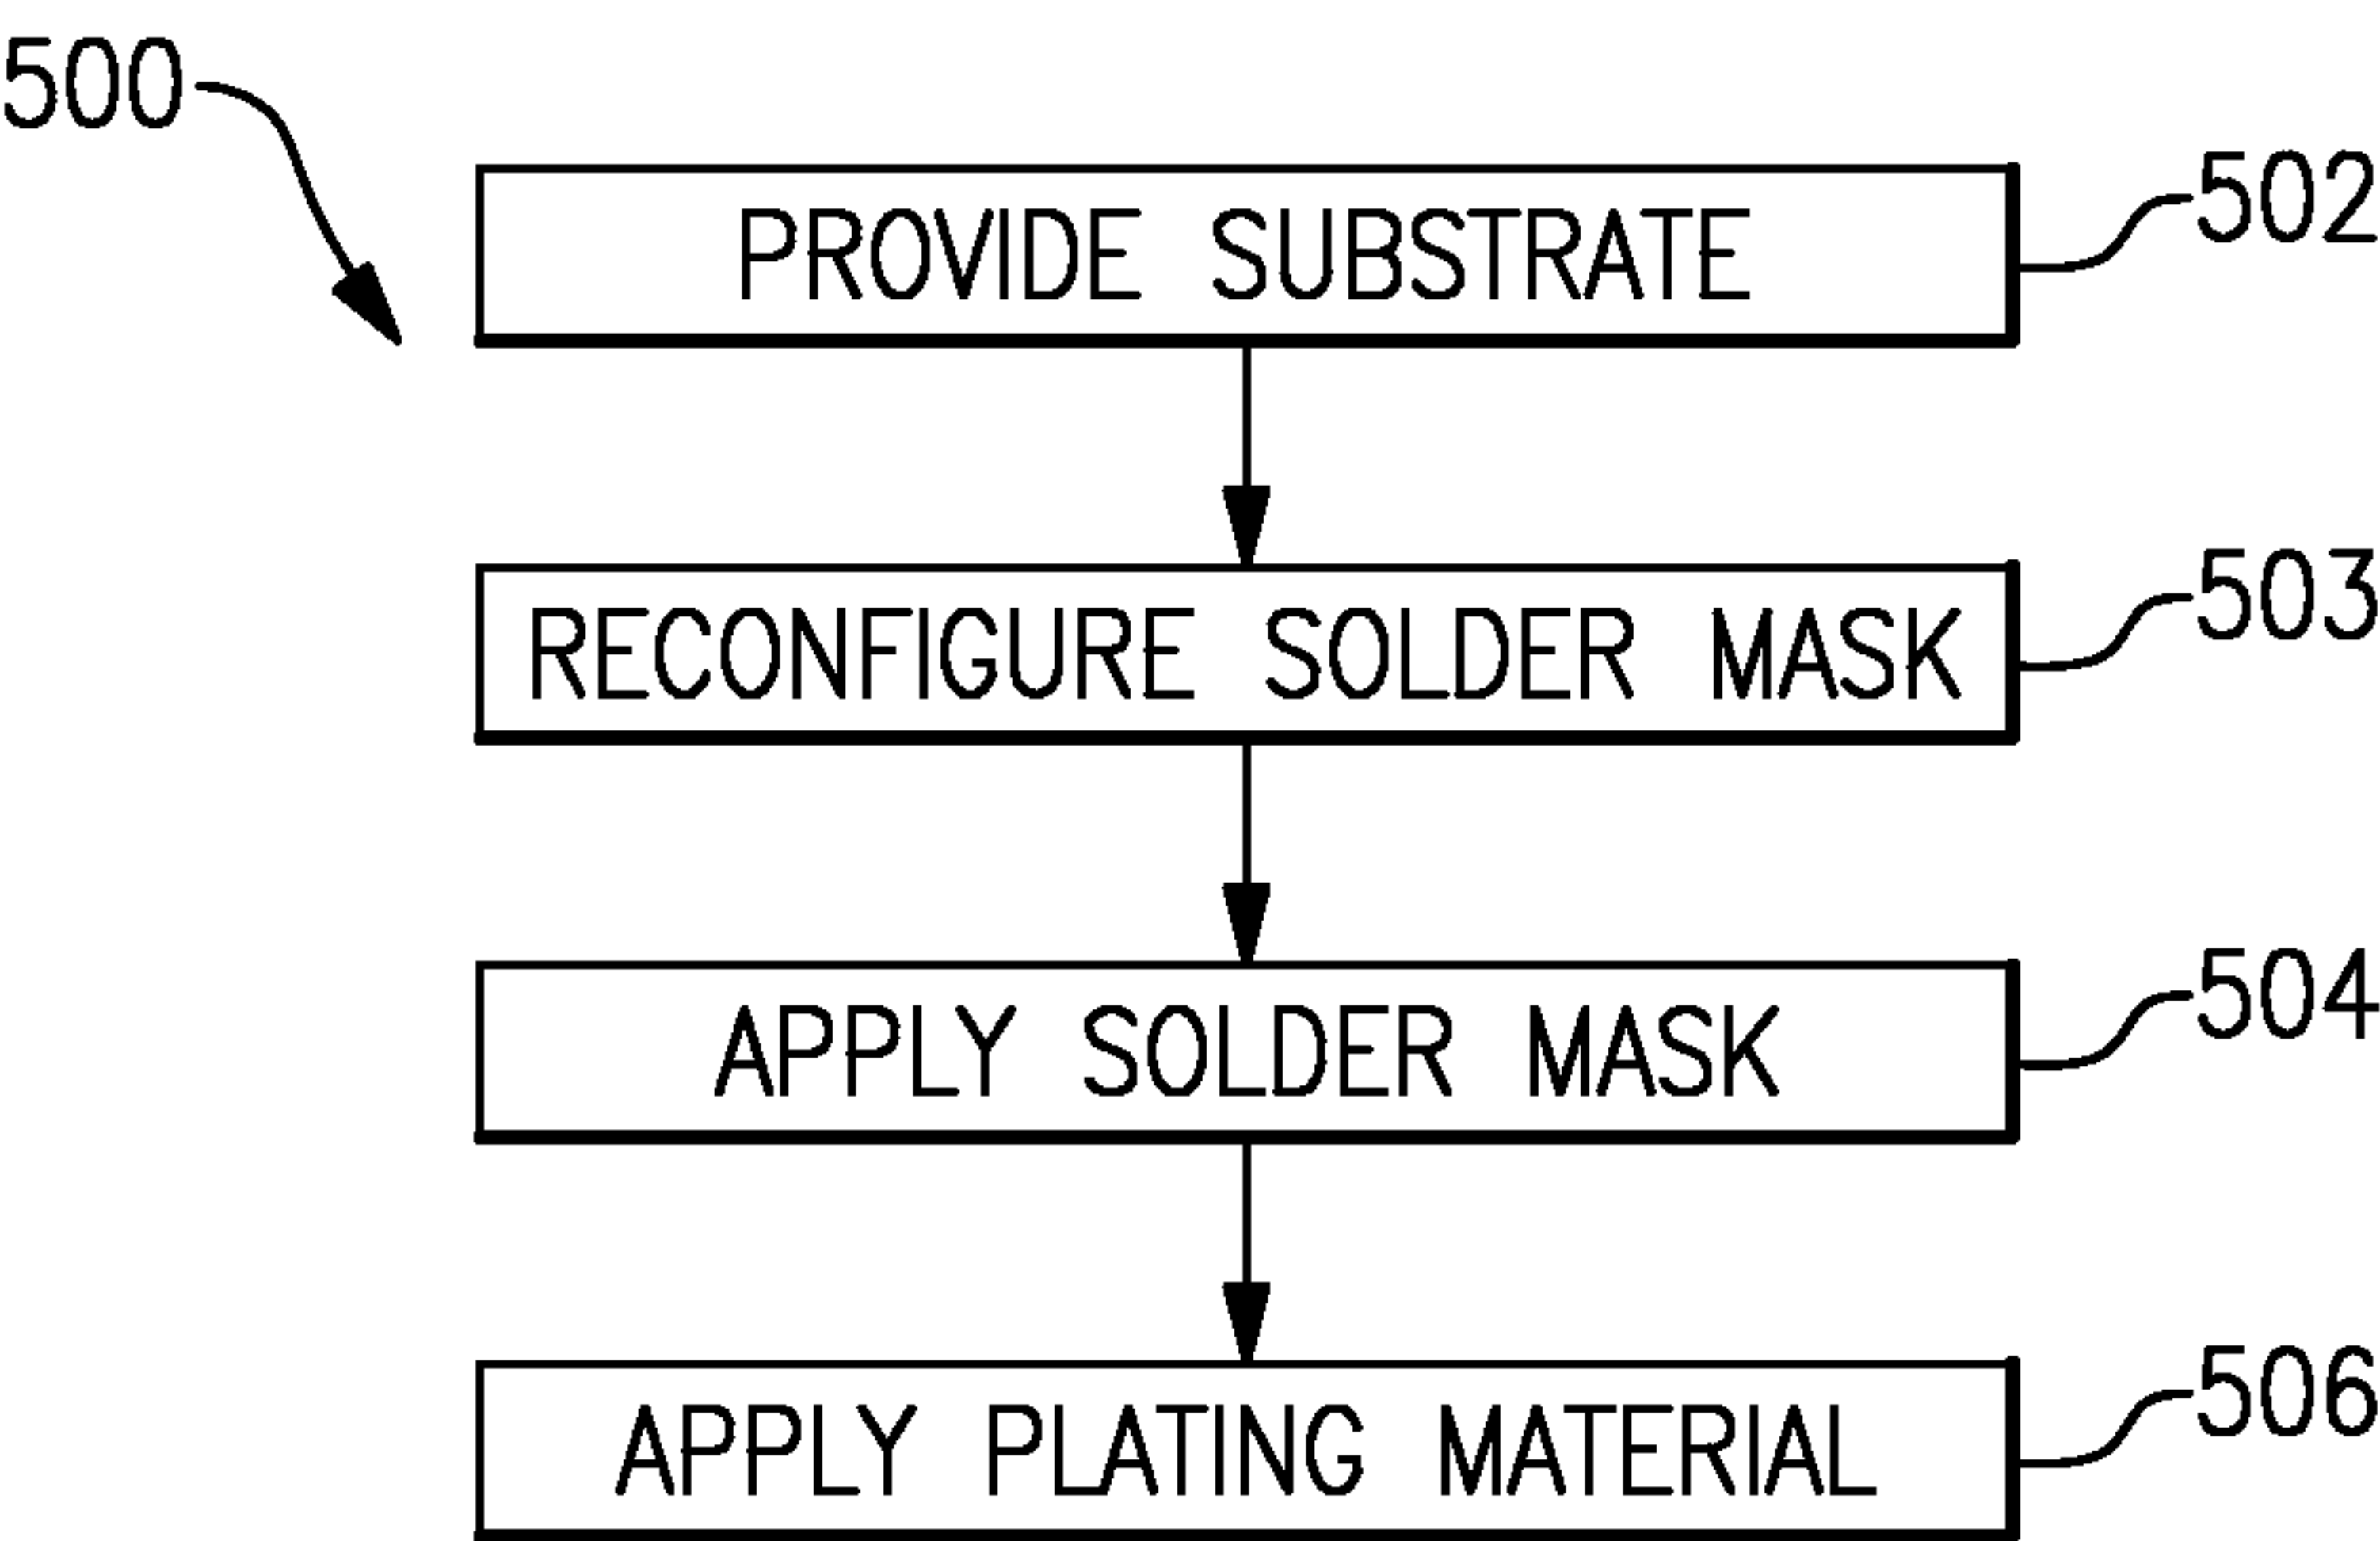 500
PROVIDE SUBSTRATE 502
RECONFIGURE SOLDER MASK 503
APPLY SOLDER MASK 504
APPLY PLATING MATERIAL 506